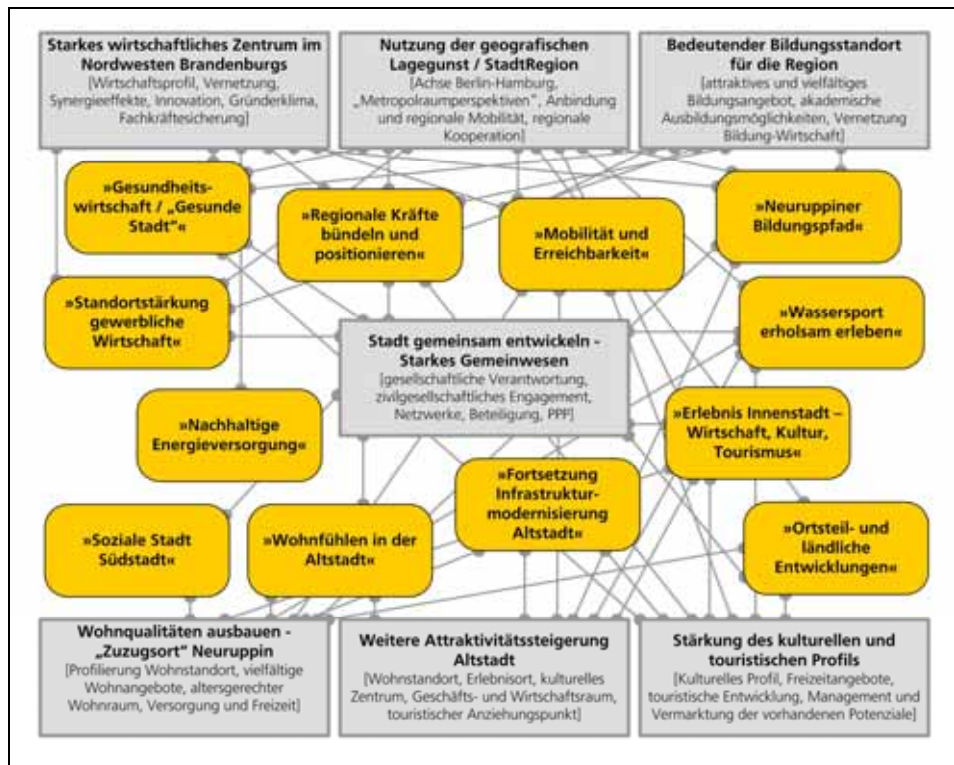 Starkes wirtschaftliches Zentrum im
Nordwesten Brandenburgs
[Wirtschaftsprofil, Vernetzung,
Synergieeffekte, Innovation, Gründerklima,
Fachkräftesicherung]
Nutzung der geografischen
Lagegunst / StadtRegion
[Achse Berlin-Hamburg,
„Metropolraumperspektiven“, Anbindung
und regionale Mobilität, regionale
Kooperation]
Bedeutender Bildungsstandort
für die Region
[attraktives und vielfältiges
Bildungsangebot, akademische
Ausbildungsmöglichkeiten, Vernetzung
Bildung-Wirtschaft]
»Gesundheits-
wirtschaft / „Gesunde
Stadt“«
»Regionale Kräfte
bündeln und
positionieren«
»Mobilität und
Erreichbarkeit«
»Neuruppiner
Bildungspfad«
»Standortstärkung
gewerbliche
Wirtschaft«
Stadt gemeinsam entwickeln -
Starkes Gemeinwesen
[gesellschaftliche Verantwortung,
zivilgesellschaftliches Engagement,
Netzwerke, Beteiligung, PPP]
»Wassersport
erholsam erleben«
»Nachhaltige
Energieversorgung«
»Erlebnis Innenstadt –
Wirtschaft, Kultur,
Tourismus«
»Soziale Stadt
Südstadt«
»Wohnfühlen in der
Altstadt«
»Fortsetzung
Infrastruktur-
modernisierung
Altstadt«
»Ortsteil- und
ländliche
Entwicklungen«
Wohnqualitäten ausbauen -
„Zuzugsort“ Neuruppin
[Profilierung Wohnstandort, vielfältige
Wohnangebote, altersgerechter
Wohnraum, Versorgung und Freizeit]
Weitere Attraktivitätssteigerung
Altstadt
[Wohnstandort, Erlebnisort, kulturelles
Zentrum, Geschäfts- und Wirtschaftsraum,
touristischer Anziehungspunkt]
Stärkung des kulturellen und
touristischen Profils
[Kulturelles Profil, Freizeitangebote,
touristische Entwicklung, Management und
Vermarktung der vorhandenen Potenziale]